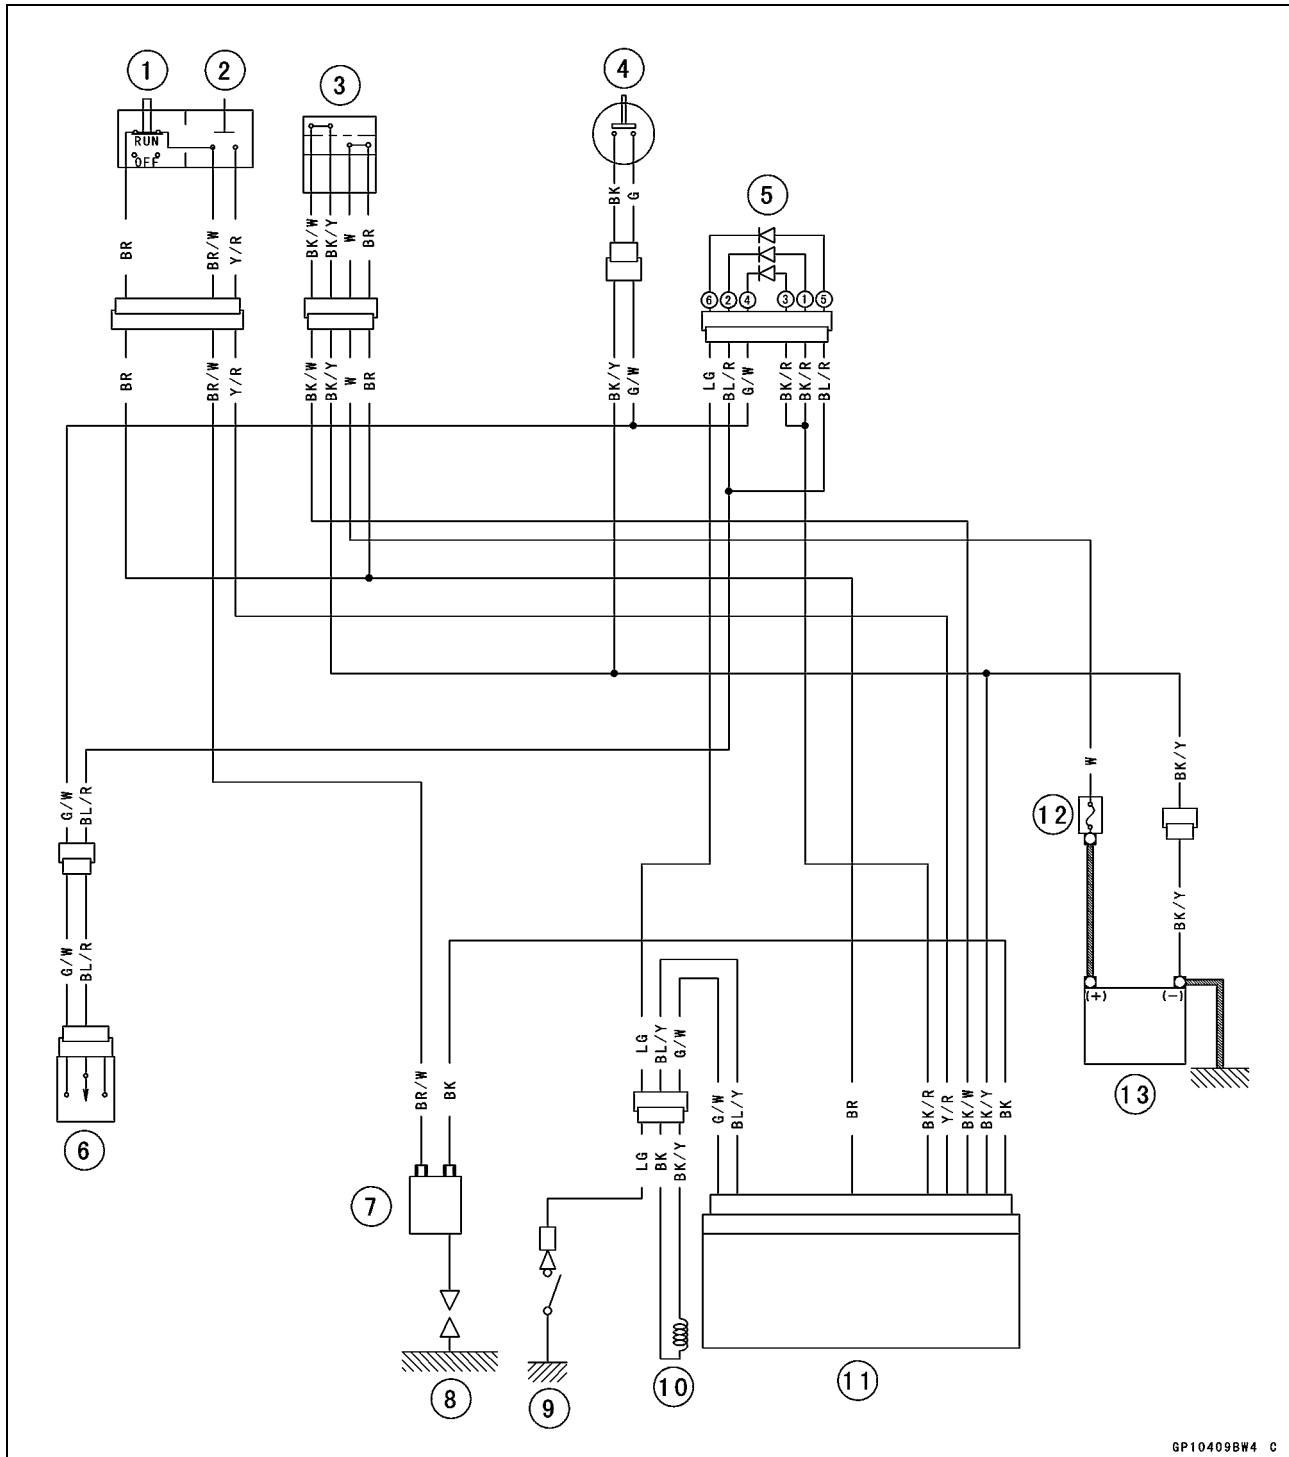 1 2 3 4
RUN
OFF
5
BK G
BR BR/W Y/R BK/W BK/Y W BR
6 2 4 3 1 5
BR BR/W Y/R BK/W BK/Y W BR BK/Y G/W LG BL/R G/W BK/R BK/R BL/R
G/W BL/R W BK/Y
12
G/W BL/R BK/Y
(+) (-)
LG BL/Y G/W
BR/W BK G/W BL/Y BR BK/R Y/R BK/W BK/Y BK
13
6 LG BK BK/Y
7
8 9 10 11
GP10409BW4 C